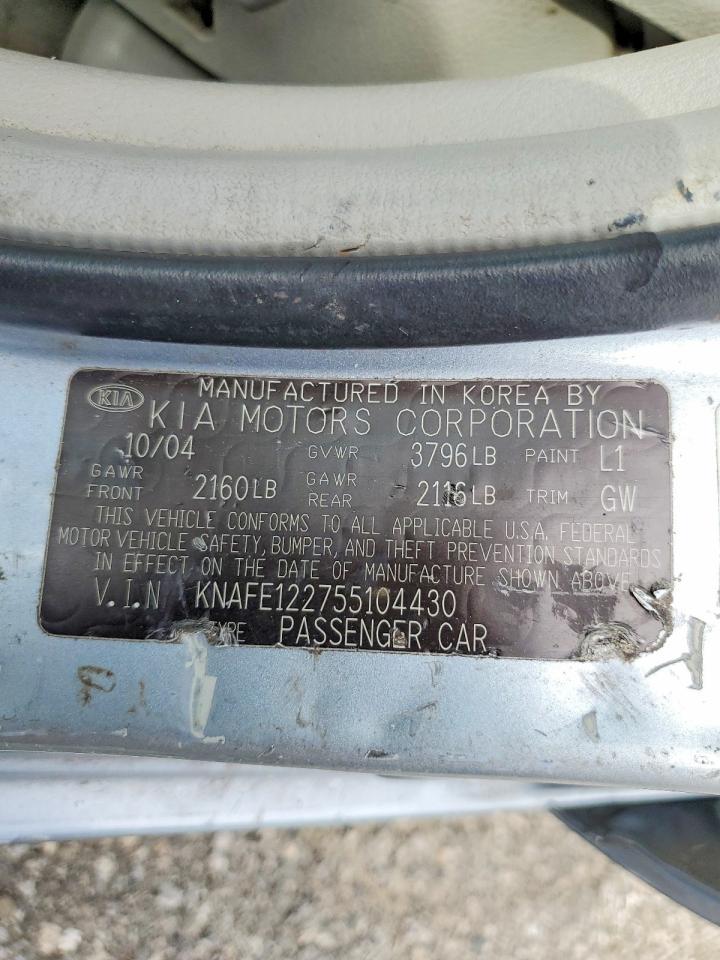 KIA MANUFACTURED IN KOREA BY
KIA MOTORS CORPORATION
10/04 GVWR 3796LB PAINT L1
GAWR FRONT 2160LB GAWR REAR 2116LB TRIM GW
THIS VEHICLE CONFORMS TO ALL APPLICABLE U.S.A. FEDERAL
MOTOR VEHICLE SAFETY, BUMPER, AND THEFT PREVENTION STANDARDS
IN EFFECT ON THE DATE OF MANUFACTURE SHOWN ABOVE.
V.I.N KNAFE122755104430
TYPE PASSENGER CAR